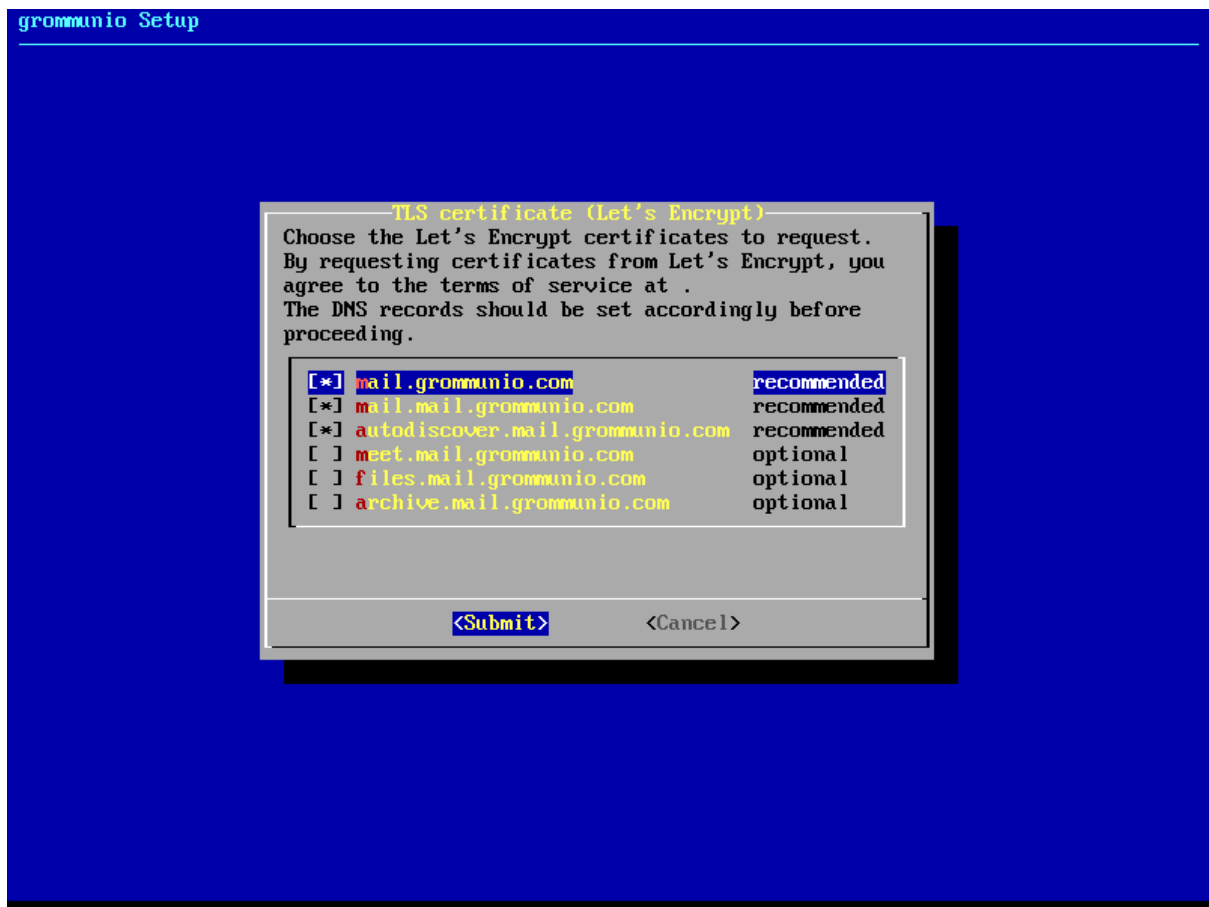 grommunio Setup
TLS certificate (Let's Encrypt)
Choose the Let's Encrypt certificates to request.
By requesting certificates from Let's Encrypt, you
agree to the terms of service at .
The DNS records should be set accordingly before
proceeding.
[*] mail.grommunio.com recommended
[*] mail.mail.grommunio.com recommended
[*] autodiscover.mail.grommunio.com recommended
[ ] meet.mail.grommunio.com optional
[ ] files.mail.grommunio.com optional
[ ] archive.mail.grommunio.com optional
<Submit> <Cancel>